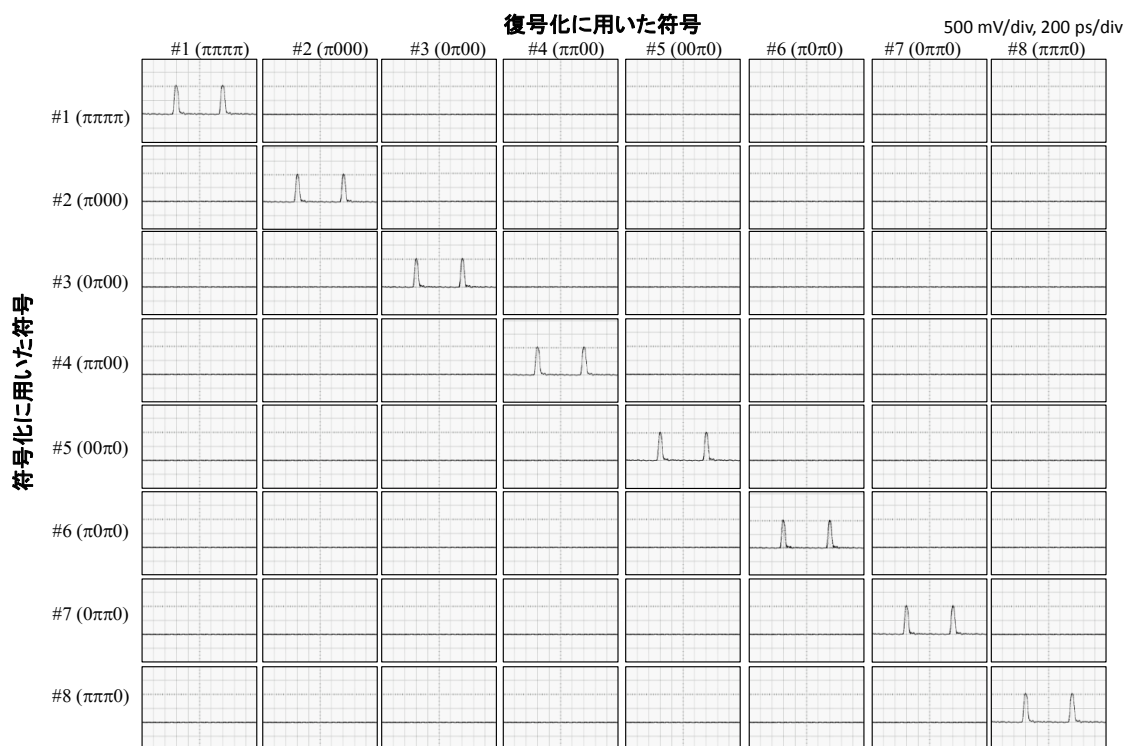 復号化に用いた符号
500 mV/div, 200 ps/div
#1 (ππππ) #2 (π000) #3 (0π00) #4 (ππ00) #5 (00π0) #6 (π0π0) #7 (0ππ0) #8 (πππ0)
符号化に用いた符号
#1 (ππππ)
#2 (π000)
#3 (0π00)
#4 (ππ00)
#5 (00π0)
#6 (π0π0)
#7 (0ππ0)
#8 (πππ0)